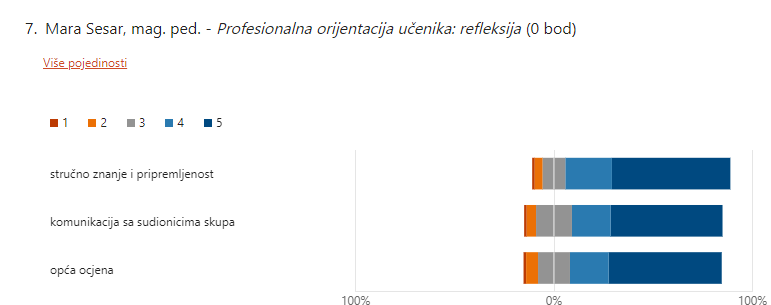 7. Mara Sesar, mag. ped. - Profesionalna orijentacija učenika: refleksija (0 bod)
Više pojedinosti
1 2 3 4 5
stručno znanje i pripremljenost
komunikacija sa sudionicima skupa
opća ocjena
100% 0% 100%